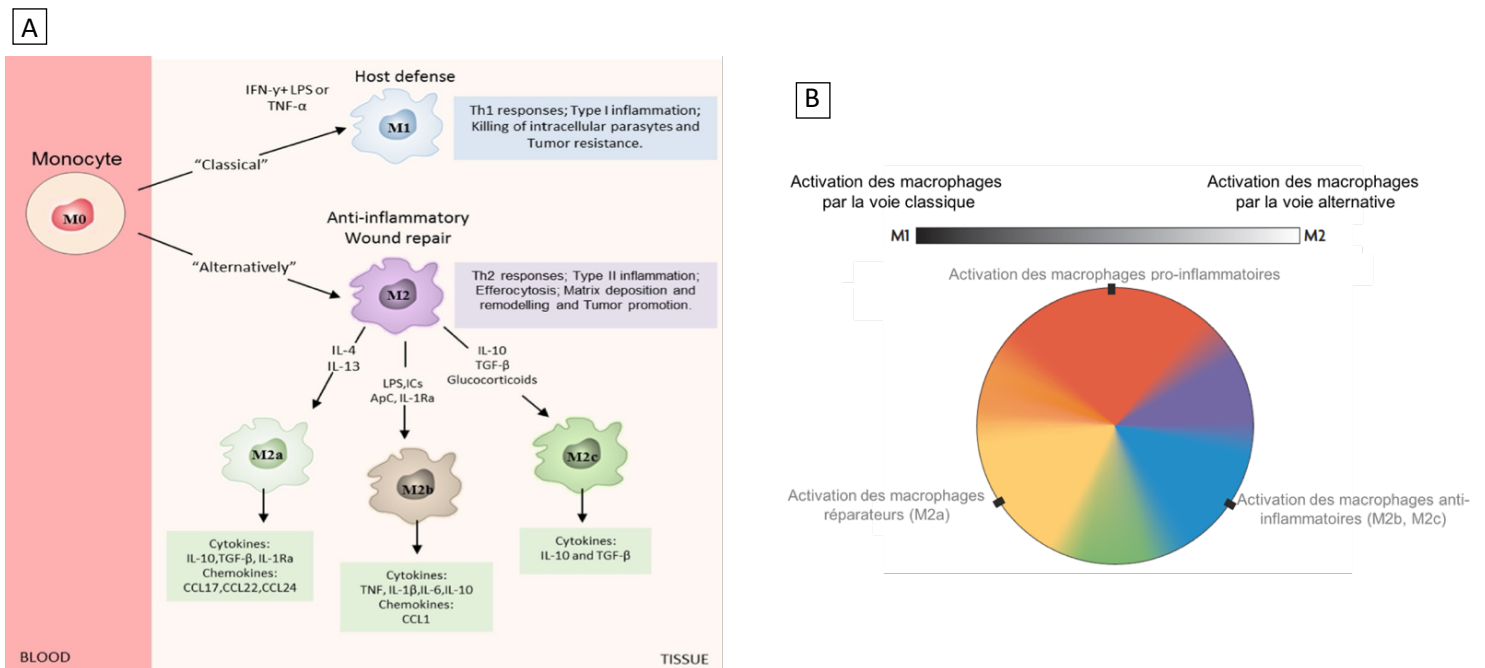 A
Host defense
IFN-γ+ LPS or
TNF-α
M1
Th1 responses; Type I inflammation;
Killing of intracellular parasytes and
Tumor resistance.
Monocyte
"Classical"
M0
Anti-inflammatory
Wound repair
"Alternatively"
M2
Th2 responses; Type II inflammation;
Efferocytosis; Matrix deposition and
remodelling and Tumor promotion.
IL-4
IL-13
LPS,ICs
ApC, IL-1Ra
IL-10
TGF-β
Glucocorticoids
M2a
M2b
M2c
Cytokines:
IL-10,TGF-β, IL-1Ra
Chemokines:
CCL17,CCL22,CCL24
Cytokines:
TNF, IL-1β,IL-6,IL-10
Chemokines:
CCL1
Cytokines:
IL-10 and TGF-β
BLOOD
TISSUE
B
Activation des macrophages
par la voie classique
Activation des macrophages
par la voie alternative
M1
M2
Activation des macrophages pro-inflammatoires
Activation des macrophages
réparateurs (M2a)
Activation des macrophages anti-
inflammatoires (M2b, M2c)